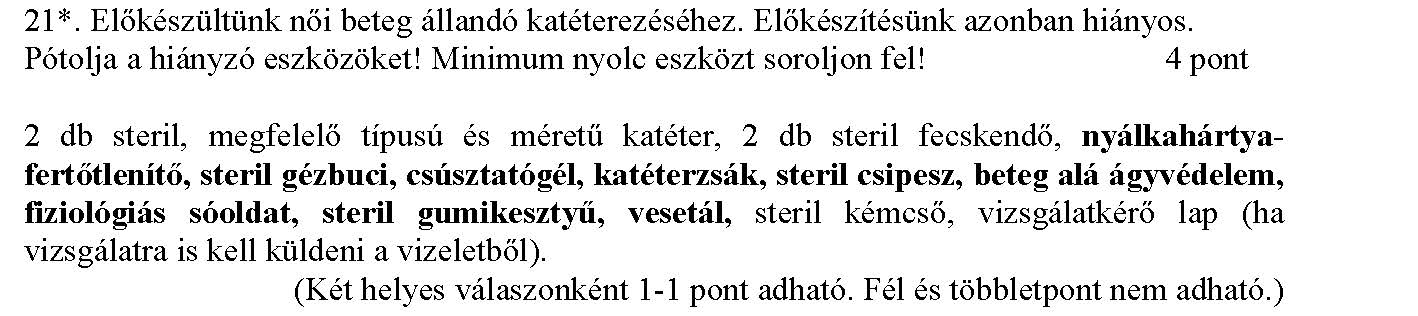 21*. Előkészültünk női beteg állandó katéterezéséhez. Előkészítésünk azonban hiányos.
Pótolja a hiányzó eszközöket! Minimum nyolc eszközt soroljon fel! 4 pont
2 db steril, megfelelő típusú és méretű katéter, 2 db steril fecskendő, nyálkahártya-
fertőtlenítő, steril gézbuci, csúsztatógél, katéterzsák, steril csipesz, beteg alá ágyvédelem,
fiziológiás sóoldat, steril gumikesztyű, vesetál, steril kémcső, vizsgálatkérő lap (ha
vizsgálatra is kell küldeni a vizeletből).
(Két helyes válaszonként 1-1 pont adható. Fél és többletpont nem adható.)